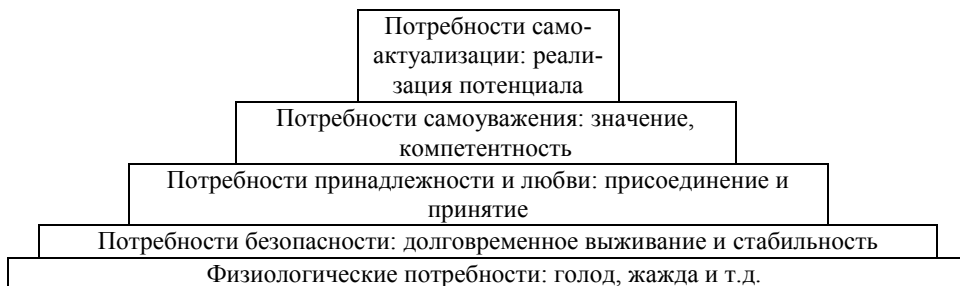 Потребности само-
актуализации: реали-
зация потенциала
Потребности самоуважения: значение,
компетентность
Потребности принадлежности и любви: присоединение и
принятие
Потребности безопасности: долговременное выживание и стабильность
Физиологические потребности: голод, жажда и т.д.